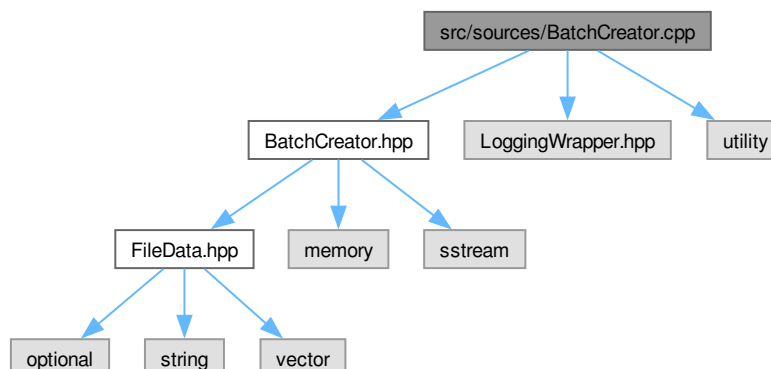 src/sources/BatchCreator.cpp
BatchCreator.hpp
LoggingWrapper.hpp
utility
FileData.hpp
memory
sstream
optional
string
vector